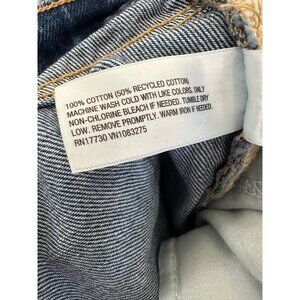 100% COTTON (50% RECYCLED COTTON)
MACHINE WASH COLD WITH LIKE COLORS. ONLY
NON-CHLORINE BLEACH IF NEEDED. TUMBLE DRY
LOW. REMOVE PROMPTLY. WARM IRON IF NEEDED.
RN17730 VN1083275